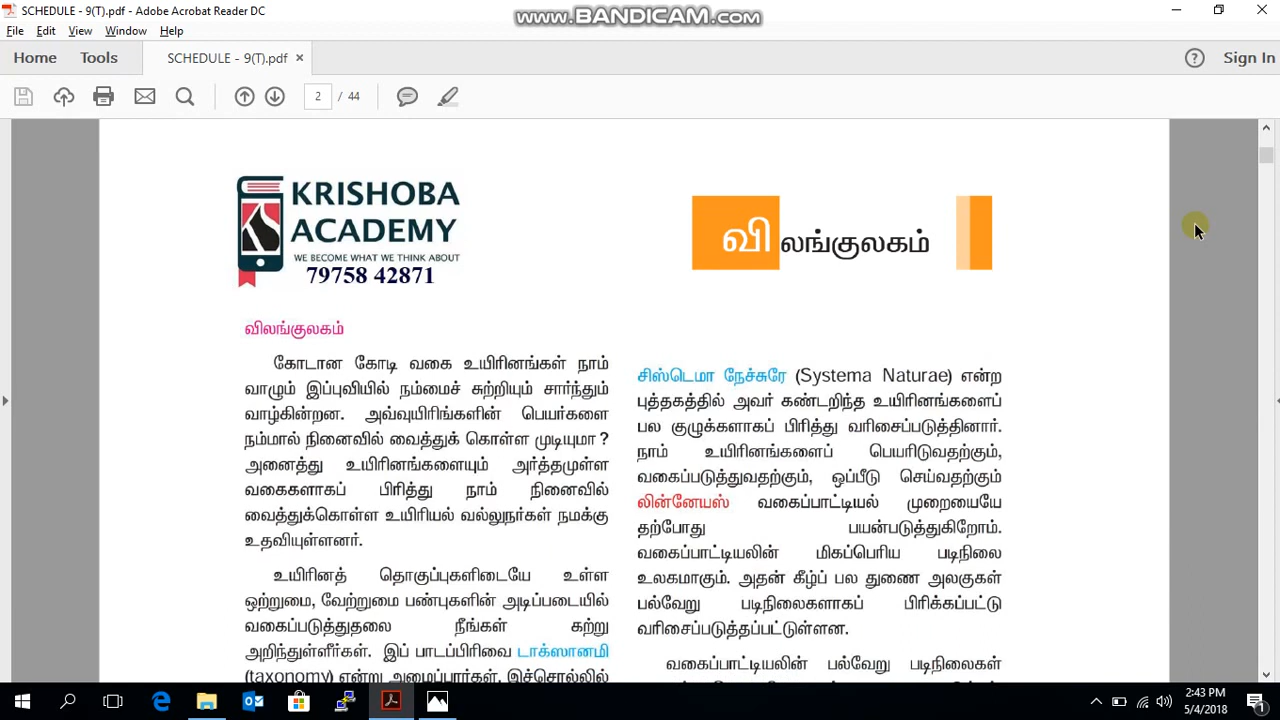 SCHEDULE - 9(T).pdf - Adobe Acrobat Reader DC
www.BANDICAM.com
File Edit View Window Help
Home Tools SCHEDULE - 9(T).pdf × ? Sign In
2 / 44
KRISHOBA
ACADEMY
WE BECOME WHAT WE THINK ABOUT
79758 42871
விலங்குலகம்
விலங்குலகம்
கோடான கோடி வகை உயிரினங்கள் நாம்
வாழும் இப்புவியில் நம்மைச் சுற்றியும் சார்ந்தும்
வாழ்கின்றன. அவ்வுயிரிங்களின் பெயர்களை
நம்மால் நினைவில் வைத்துக் கொள்ள முடியுமா ?
அனைத்து உயிரினங்களையும் அர்த்தமுள்ள
வகைகளாகப் பிரித்து நாம் நினைவில்
வைத்துக்கொள்ள உயிரியல் வல்லுநர்கள் நமக்கு
உதவியுள்ளனர்.
உயிரினத் தொகுப்புகளிடையே உள்ள
ஒற்றுமை, வேற்றுமை பண்புகளின் அடிப்படையில்
வகைப்படுத்துதலை நீங்கள் கற்று
அறிந்துள்ளீர்கள். இப் பாடப்பிரிவை டாக்ஸானமி
(taxonomy) என்று அழைப்பார்கள். இச்சொல்லில்
சிஸ்டெமா நேச்சுரே (Systema Naturae) என்ற
புத்தகத்தில் அவர் கண்டறிந்த உயிரினங்களைப்
பல குழுக்களாகப் பிரித்து வரிசைப்படுத்தினார்.
நாம் உயிரினங்களைப் பெயரிடுவதற்கும்,
வகைப்படுத்துவதற்கும், ஒப்பீடு செய்வதற்கும்
லின்னேயஸ் வகைப்பாட்டியல் முறையையே
தற்போது பயன்படுத்துகிறோம்.
வகைப்பாட்டியலின் மிகப்பெரிய படிநிலை
உலகமாகும். அதன் கீழ்ப் பல துணை அலகுகள்
பல்வேறு படிநிலைகளாகப் பிரிக்கப்பட்டு
வரிசைப்படுத்தப்பட்டுள்ளன.
வகைப்பாட்டியலின் பல்வேறு படிநிலைகள்
2:43 PM
5/4/2018
1